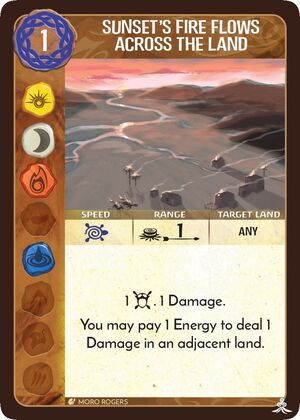 1
SUNSET'S FIRE FLOWS
ACROSS THE LAND
SPEED
RANGE
TARGET LAND
1
ANY
1 . 1 Damage.
You may pay 1 Energy to deal 1
Damage in an adjacent land.
MORO ROGERS